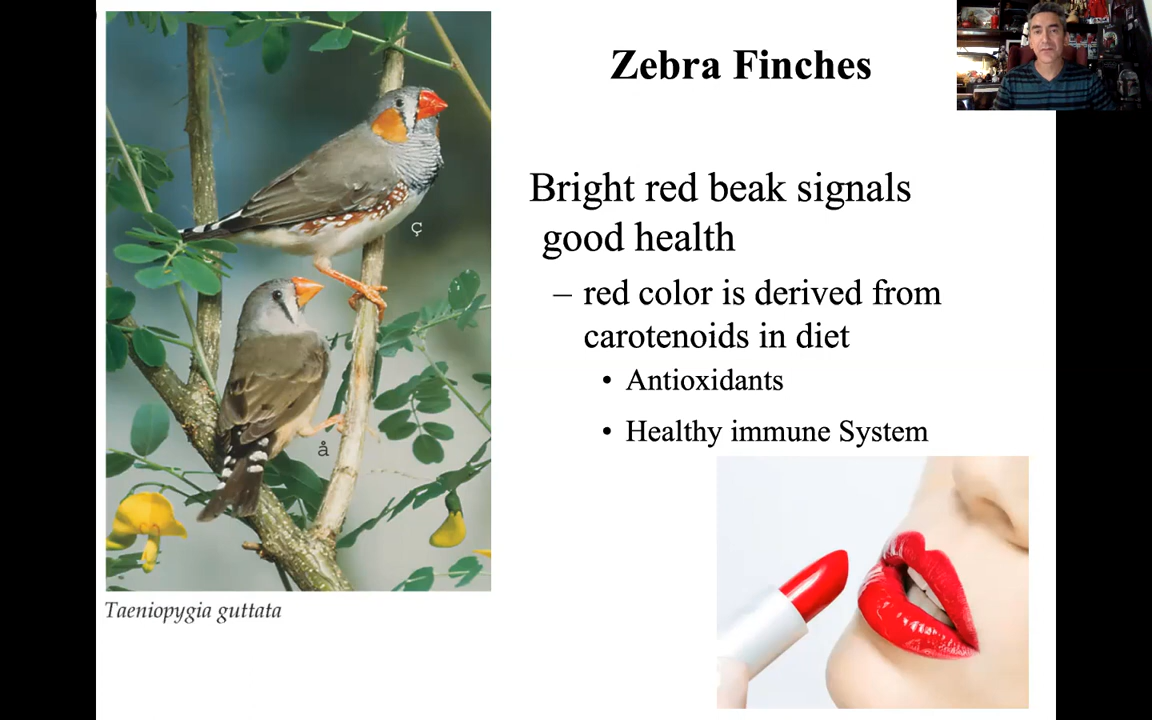 Zebra Finches
Bright red beak signals
good health
– red color is derived from
carotenoids in diet
• Antioxidants
• Healthy immune System
ç
å
Taeniopygia guttata